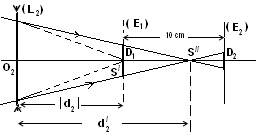 (L2)
(E1)
(E2)
10 cm
O2
D1
S'
S''
D2
|d2|
d'2